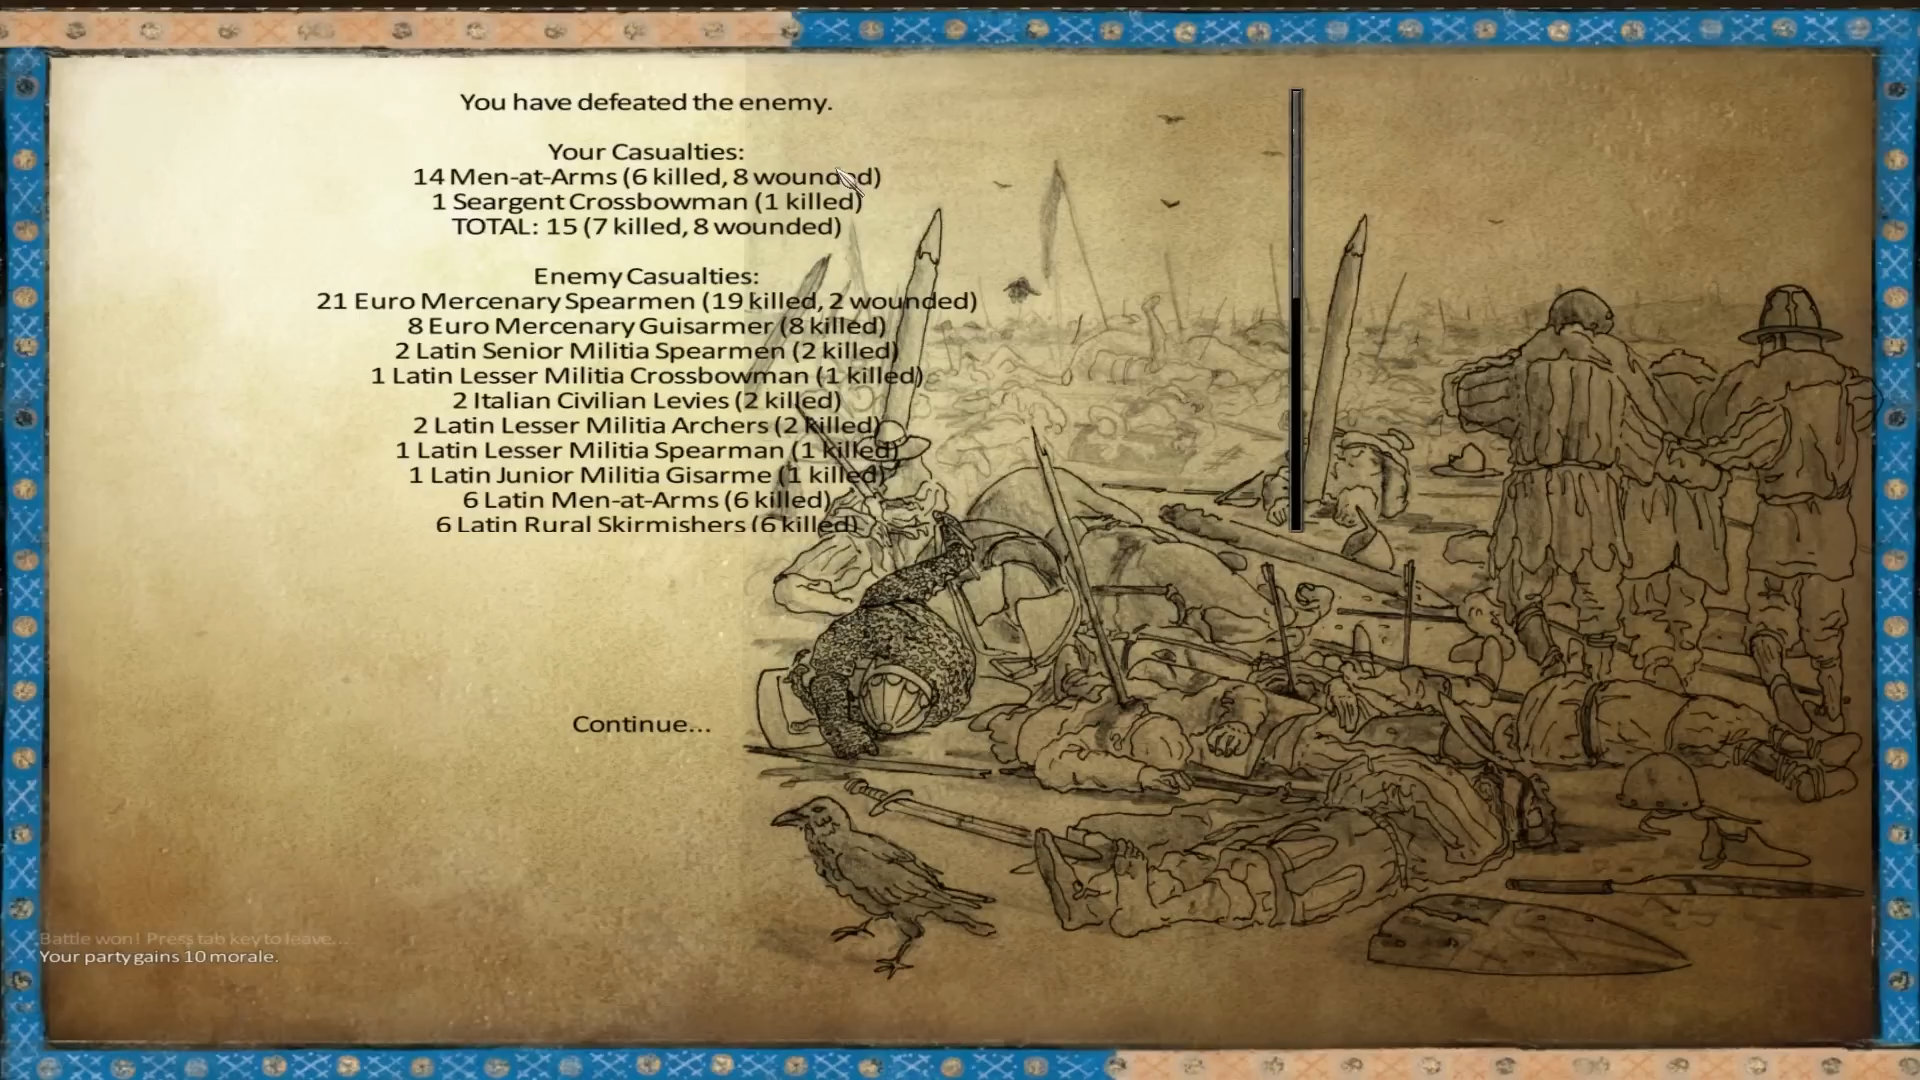 You have defeated the enemy.
Your Casualties:
14 Men-at-Arms (6 killed, 8 wounded)
1 Seargent Crossbowman (1 killed)
TOTAL: 15 (7 killed, 8 wounded)
Enemy Casualties:
21 Euro Mercenary Spearmen (19 killed, 2 wounded)
8 Euro Mercenary Guisarmer (8 killed)
2 Latin Senior Militia Spearmen (2 killed)
1 Latin Lesser Militia Crossbowman (1 killed)
2 Italian Civilian Levies (2 killed)
2 Latin Lesser Militia Archers (2 killed)
1 Latin Lesser Militia Spearman (1 killed)
1 Latin Junior Militia Gisarme (1 killed)
6 Latin Men-at-Arms (6 killed)
6 Latin Rural Skirmishers (6 killed)
Continue...
Battle won! Press tab key to leave...
Your party gains 10 morale.